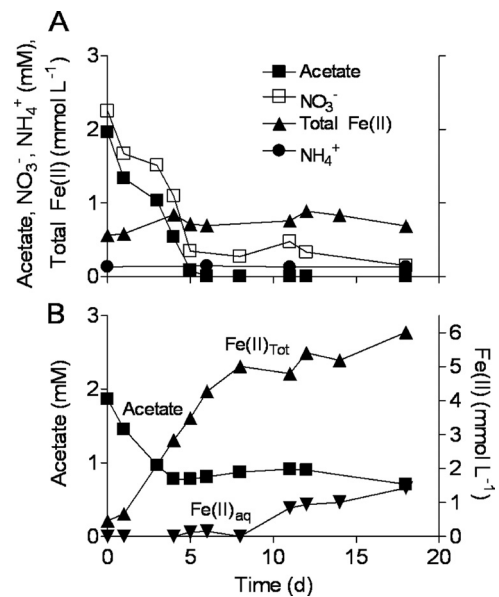 A
Acetate, NO3-, NH4+ (mM),
Total Fe(II) (mmol L-1)
3
2
1
0
Acetate
NO3-
Total Fe(II)
NH4+
B
Acetate (mM)
3
2
1
0
Fe(II)Tot
Acetate
Fe(II)aq
6
5
4
3
2
1
0
Fe(II) (mmol L-1)
0 5 10 15 20
Time (d)